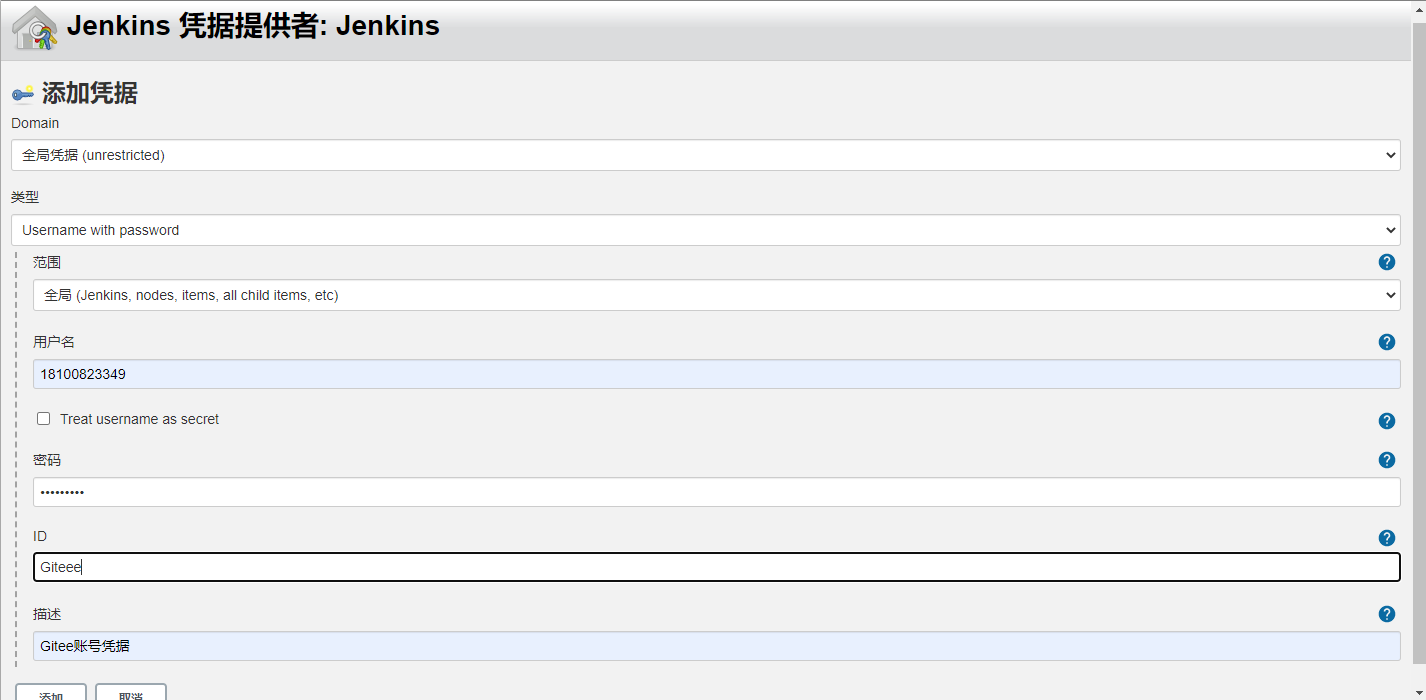 Jenkins 凭据提供者: Jenkins
添加凭据
Domain
全局凭据 (unrestricted)
类型
Username with password
范围
全局 (Jenkins, nodes, items, all child items, etc)
用户名
18100823349
Treat username as secret
密码
•••••••••
ID
Giteee
描述
Gitee账号凭据
添加 取消